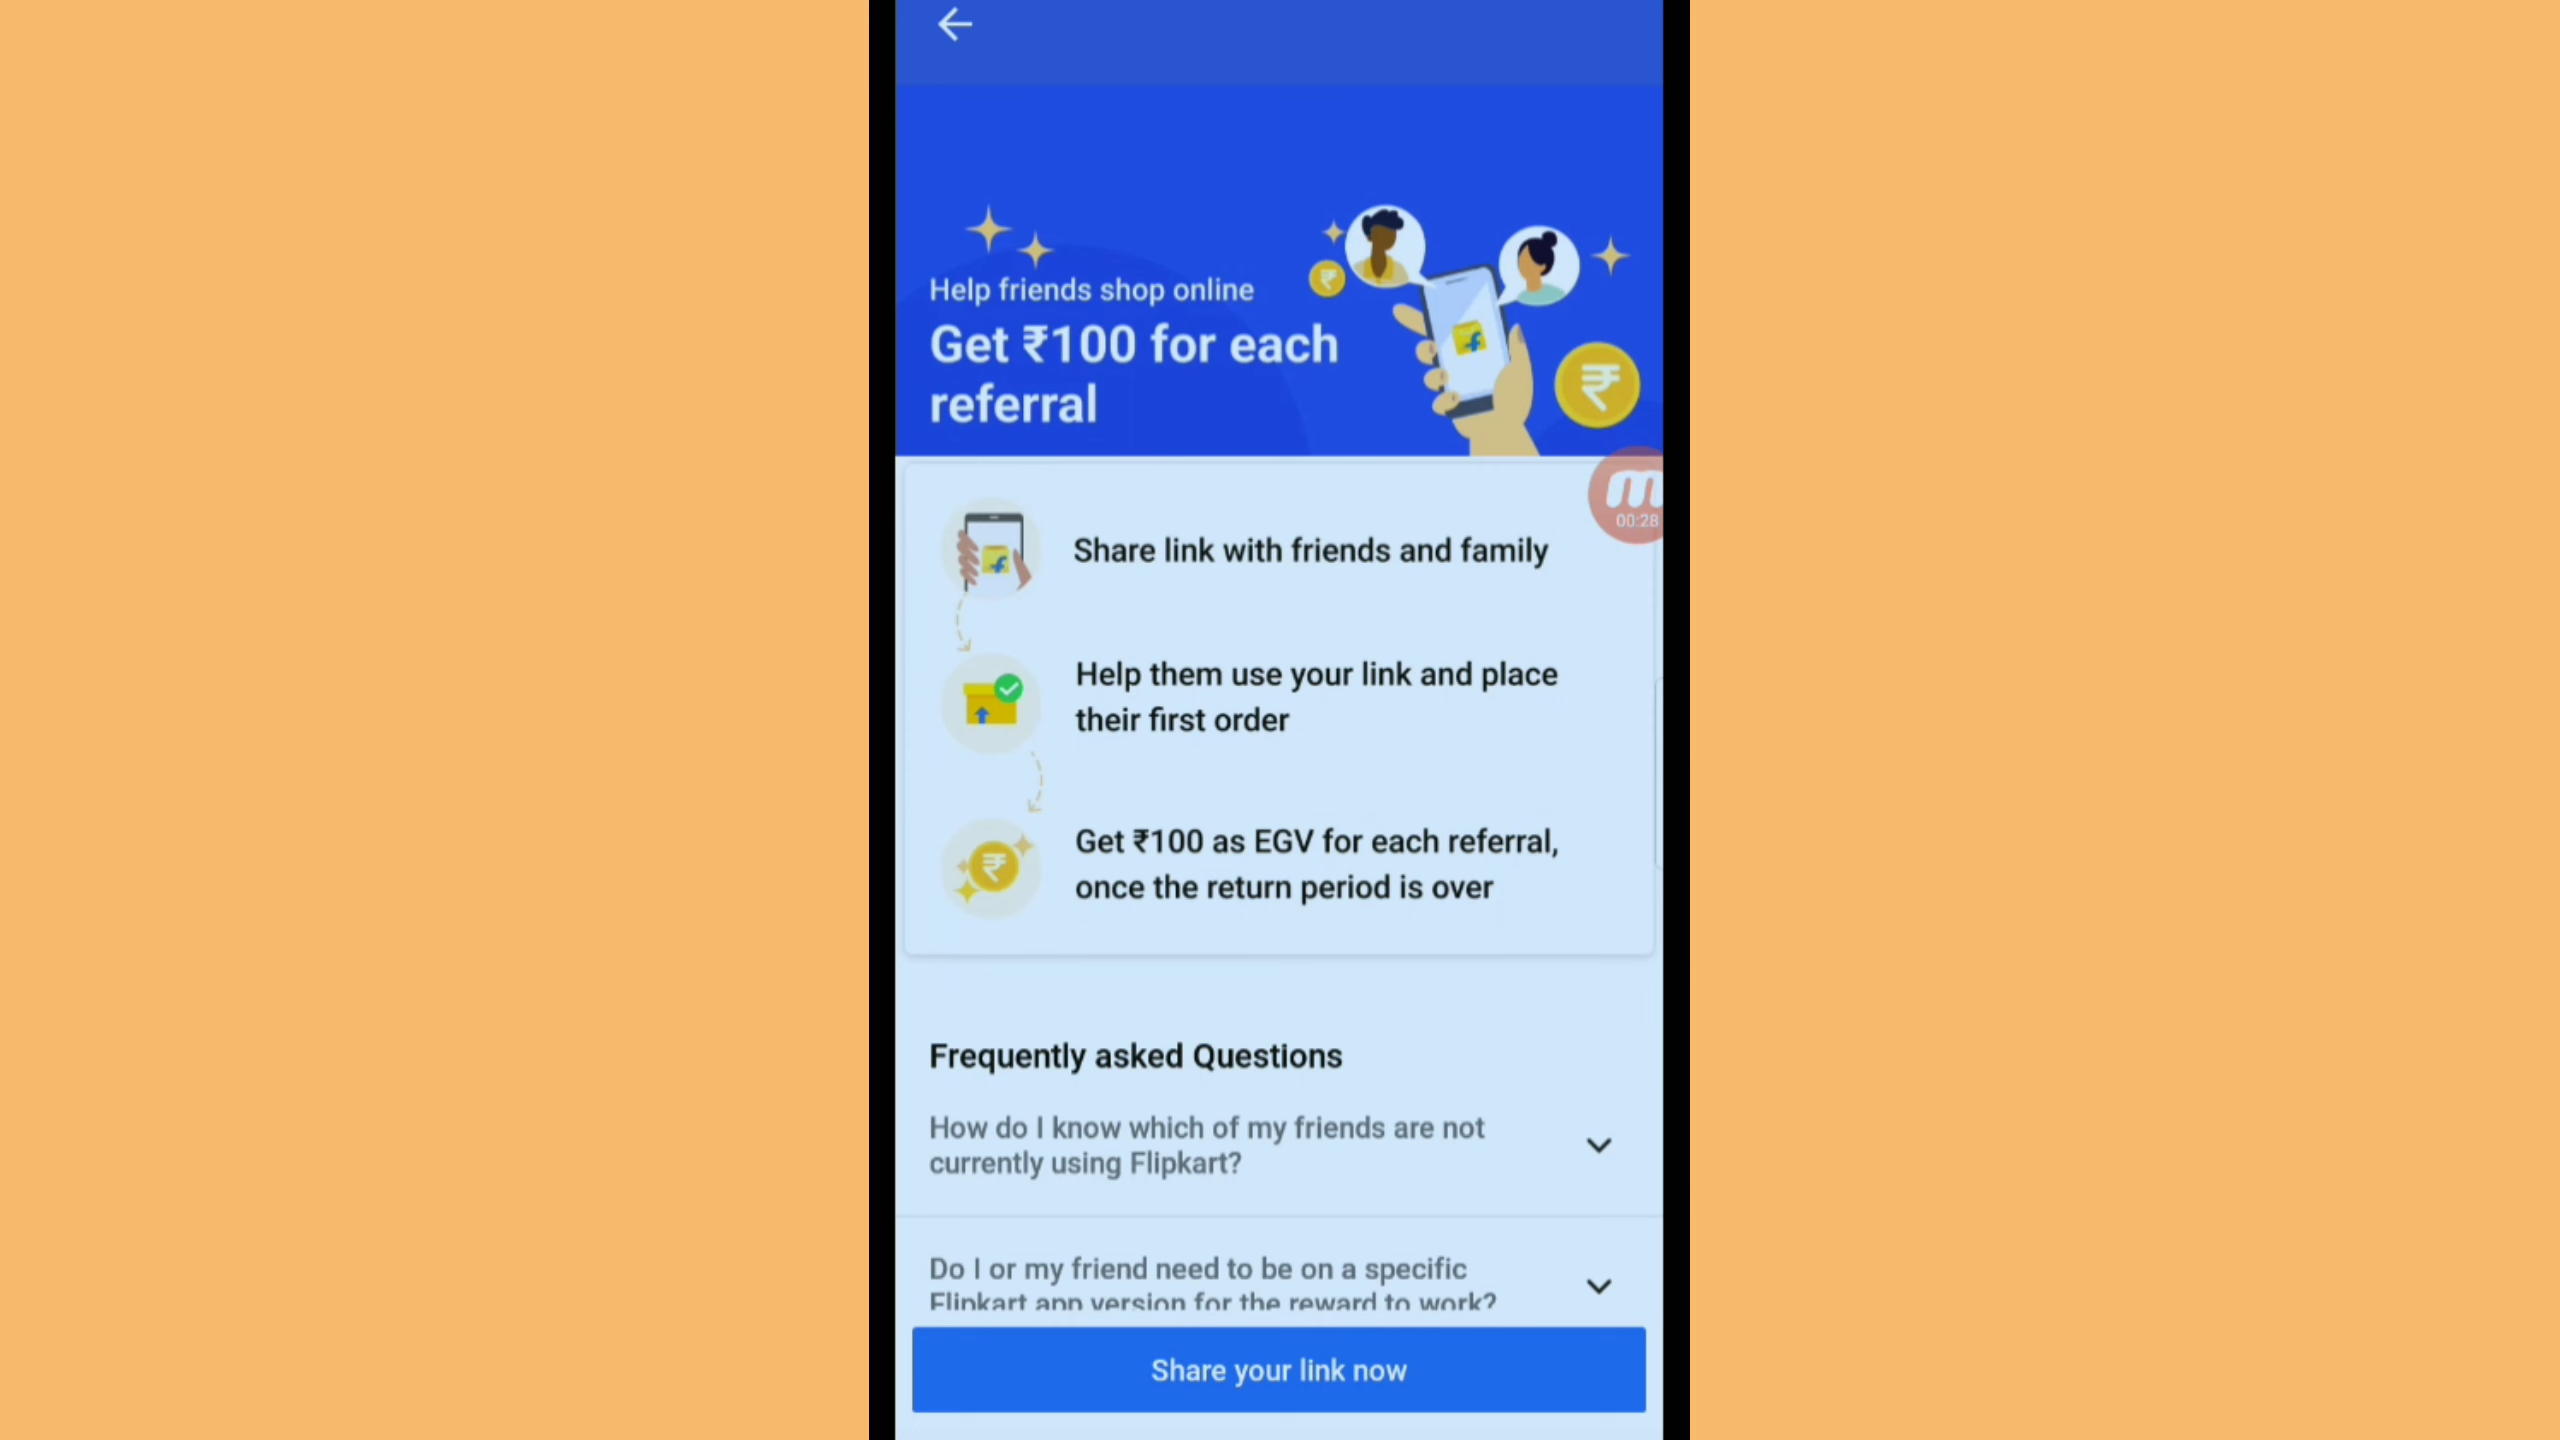 Help friends shop online
Get ₹100 for each
referral
00:28
Share link with friends and family
Help them use your link and place
their first order
Get ₹100 as EGV for each referral,
once the return period is over
Frequently asked Questions
How do I know which of my friends are not
currently using Flipkart?
Do I or my friend need to be on a specific
Flipkart app version for the reward to work?
Share your link now